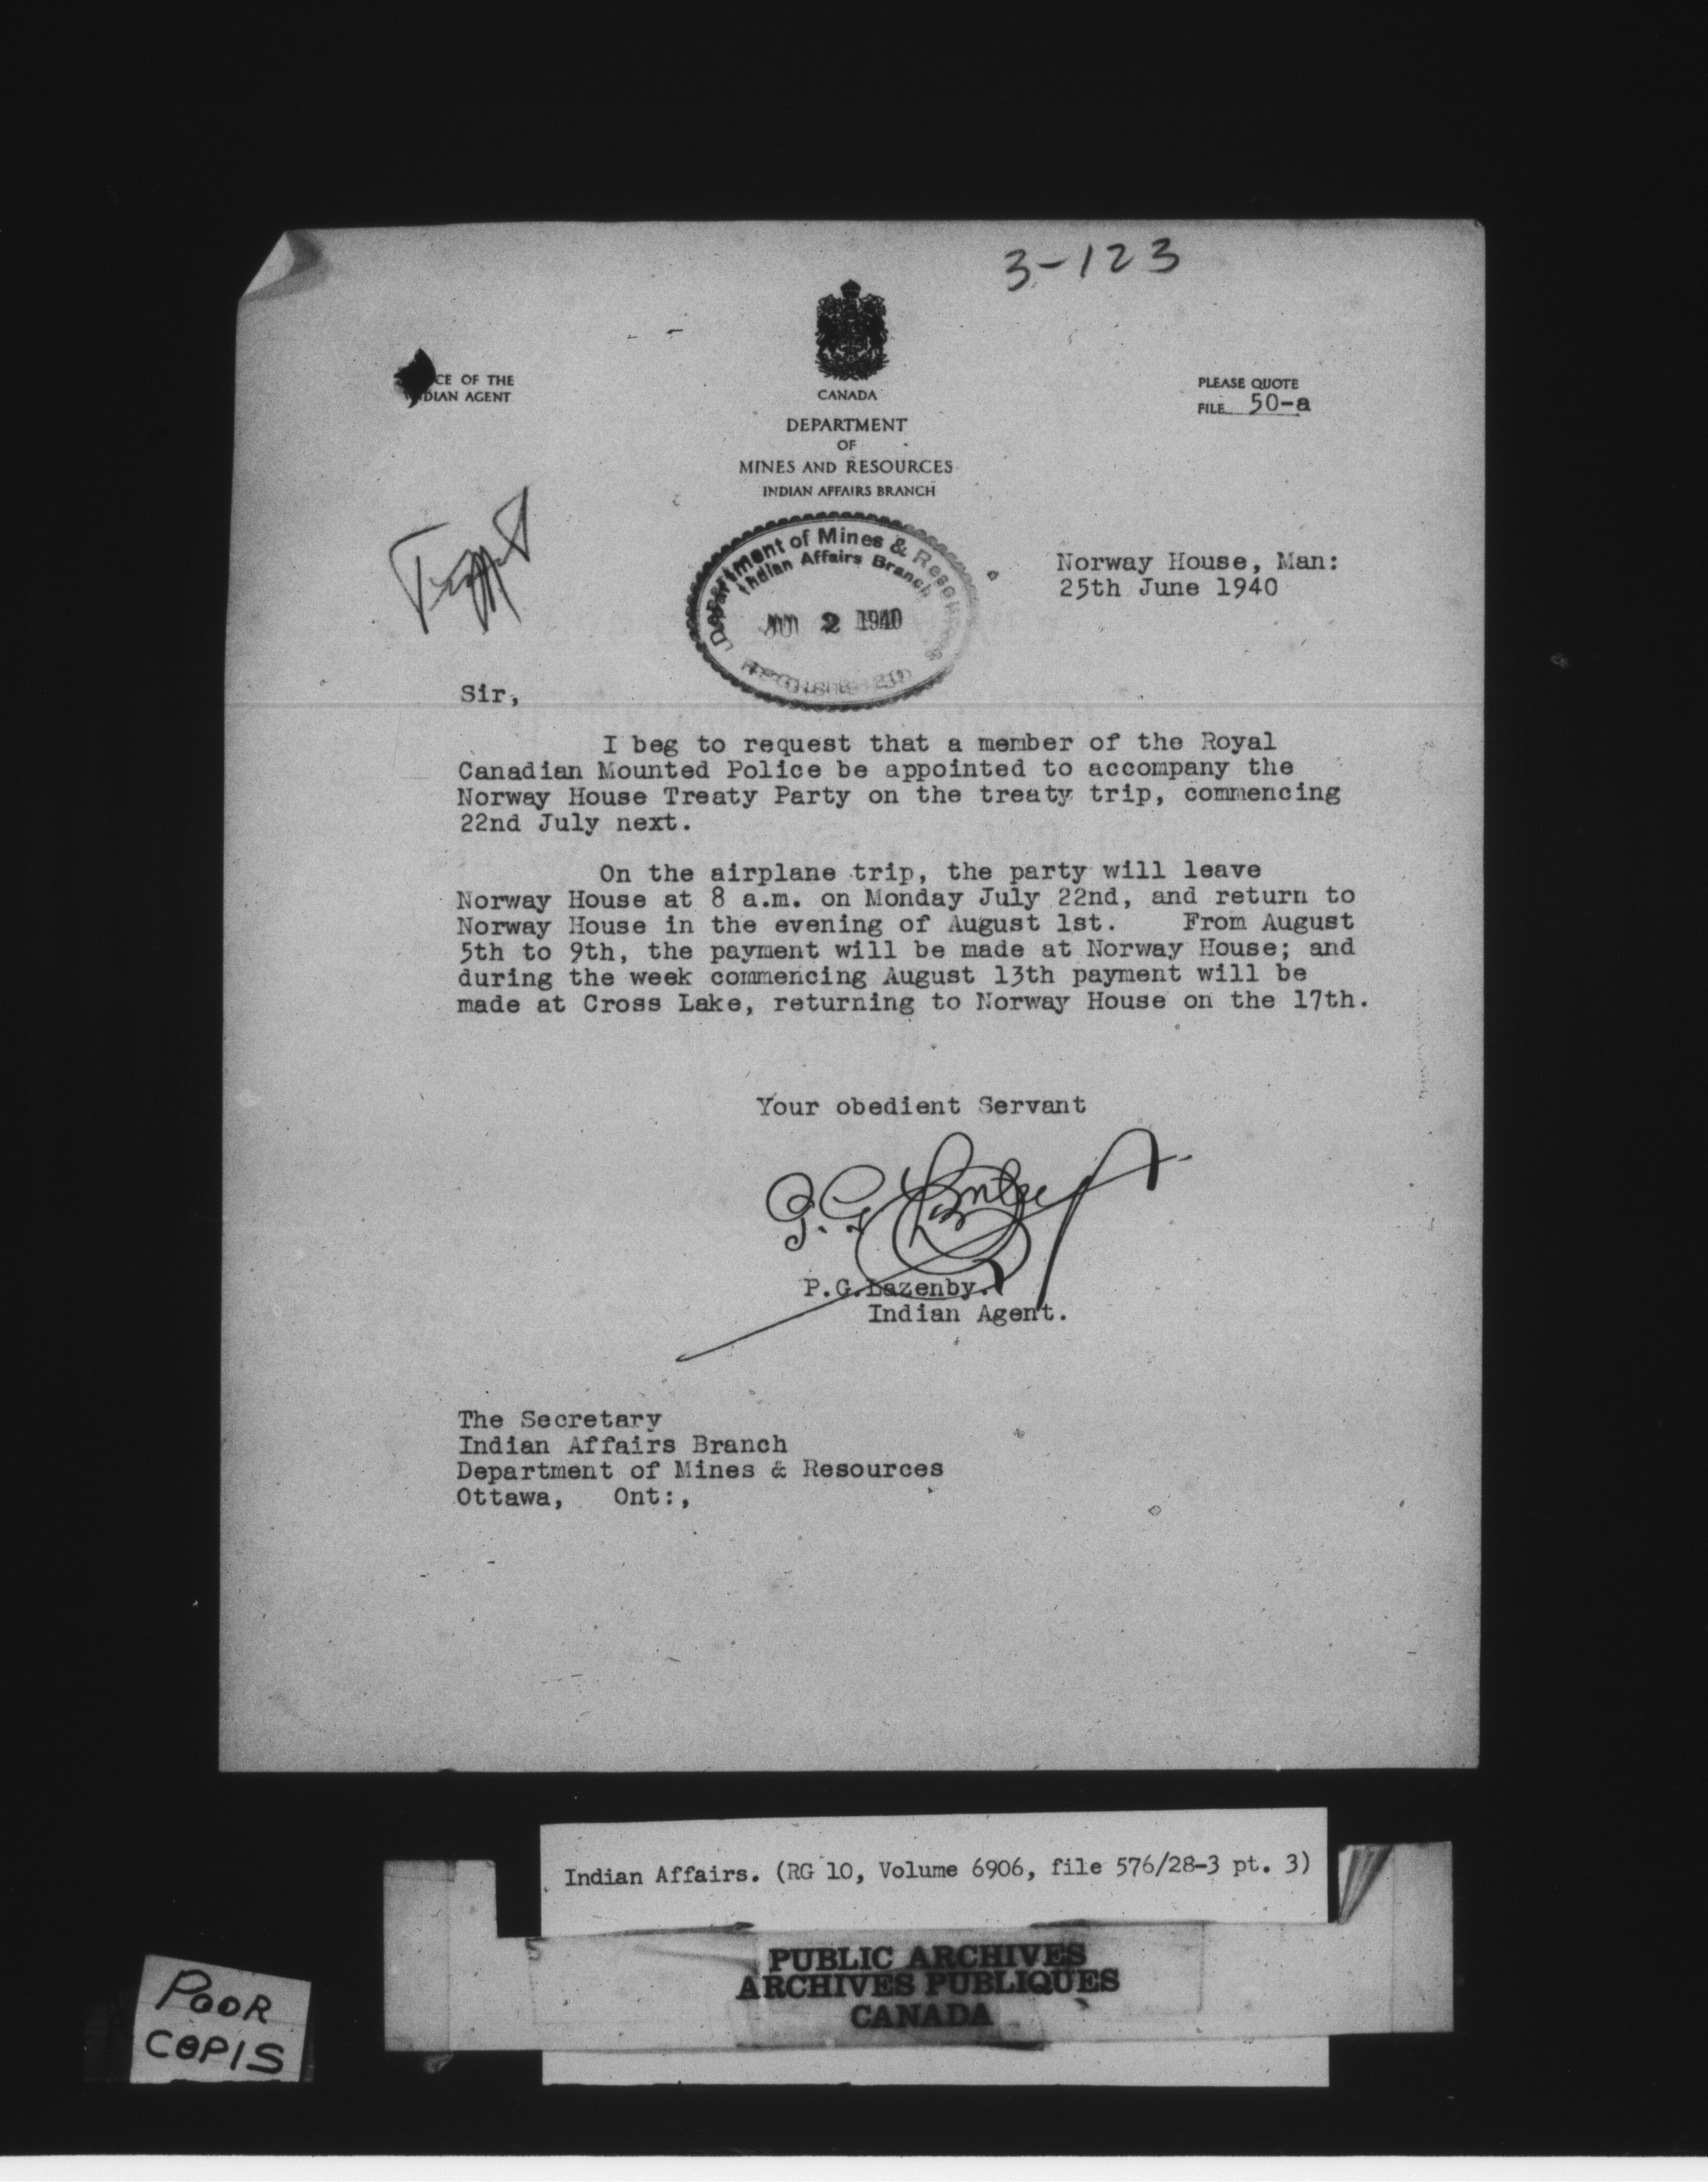 3-123
CE OF THE
DIAN AGENT
CANADA
DEPARTMENT
OF
MINES AND RESOURCES
INDIAN AFFAIRS BRANCH
PLEASE QUOTE
FILE 50-a
Department of Mines & Resources
Indian Affairs Branch
2 1940
Norway House, Man:
25th June 1940
Sir,
I beg to request that a member of the Royal
Canadian Mounted Police be appointed to accompany the
Norway House Treaty Party on the treaty trip, commencing
22nd July next.
On the airplane trip, the party will leave
Norway House at 8 a.m. on Monday July 22nd, and return to
Norway House in the evening of August 1st. From August
5th to 9th, the payment will be made at Norway House; and
during the week commencing August 13th payment will be
made at Cross Lake, returning to Norway House on the 17th.
Your obedient Servant
P.G. Lazenby
P.G.Lazenby.
Indian Agent.
The Secretary
Indian Affairs Branch
Department of Mines & Resources
Ottawa, Ont:,
Indian Affairs. (RG 10, Volume 6906, file 576/28-3 pt. 3)
5
PUBLIC ARCHIVES
ARCHIVES PUBLIQUES
CANADA
POOR
COPIS